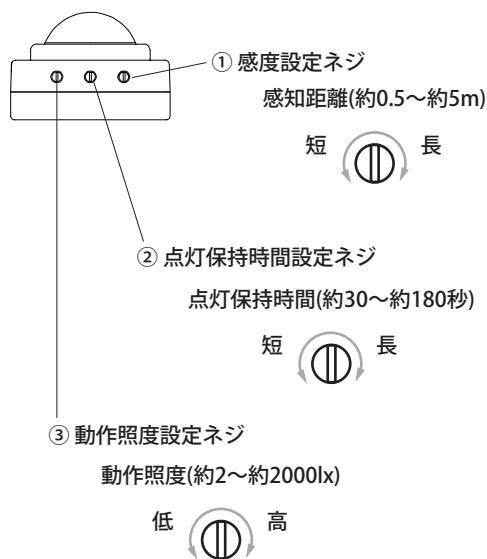 ① 感度設定ネジ
感知距離(約0.5～約5m)
短 長
② 点灯保持時間設定ネジ
点灯保持時間(約30～約180秒)
短 長
③ 動作照度設定ネジ
動作照度(約2～約2000lx)
低 高